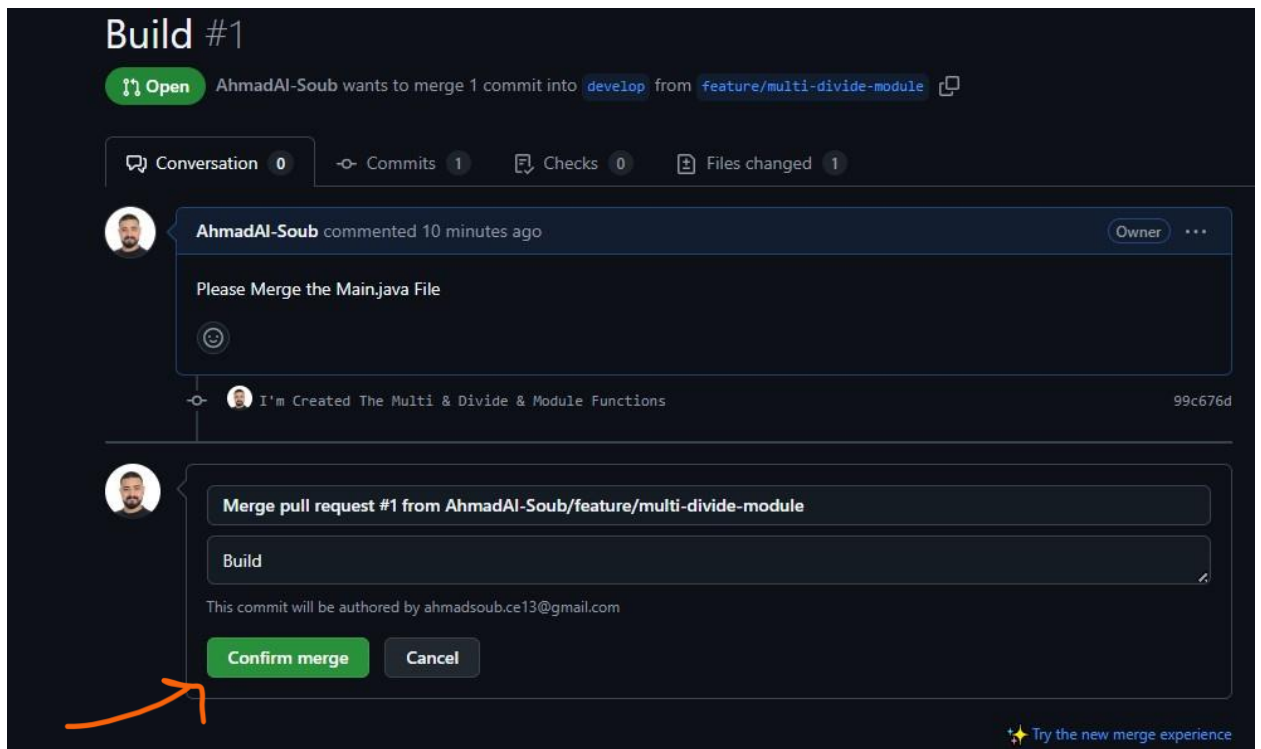 Build #1
Open AhmadAl-Soub wants to merge 1 commit into develop from feature/multi-divide-module
Conversation 0 Commits 1 Checks 0 Files changed 1
AhmadAl-Soub commented 10 minutes ago Owner ...
Please Merge the Main.java File
I'm Created The Multi & Divide & Module Functions 99c676d
Merge pull request #1 from AhmadAl-Soub/feature/multi-divide-module
Build
This commit will be authored by ahmadsoub.ce13@gmail.com
Confirm merge Cancel
Try the new merge experience